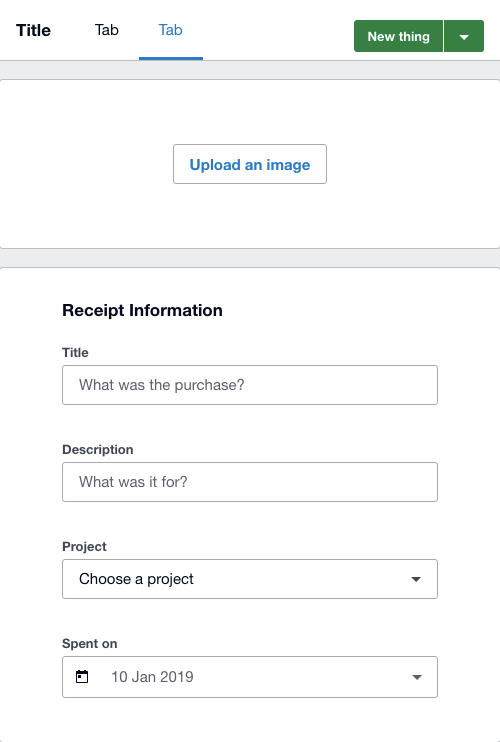 Title Tab Tab New thing
Upload an image
Receipt Information
Title
What was the purchase?
Description
What was it for?
Project
Choose a project
Spent on
10 Jan 2019